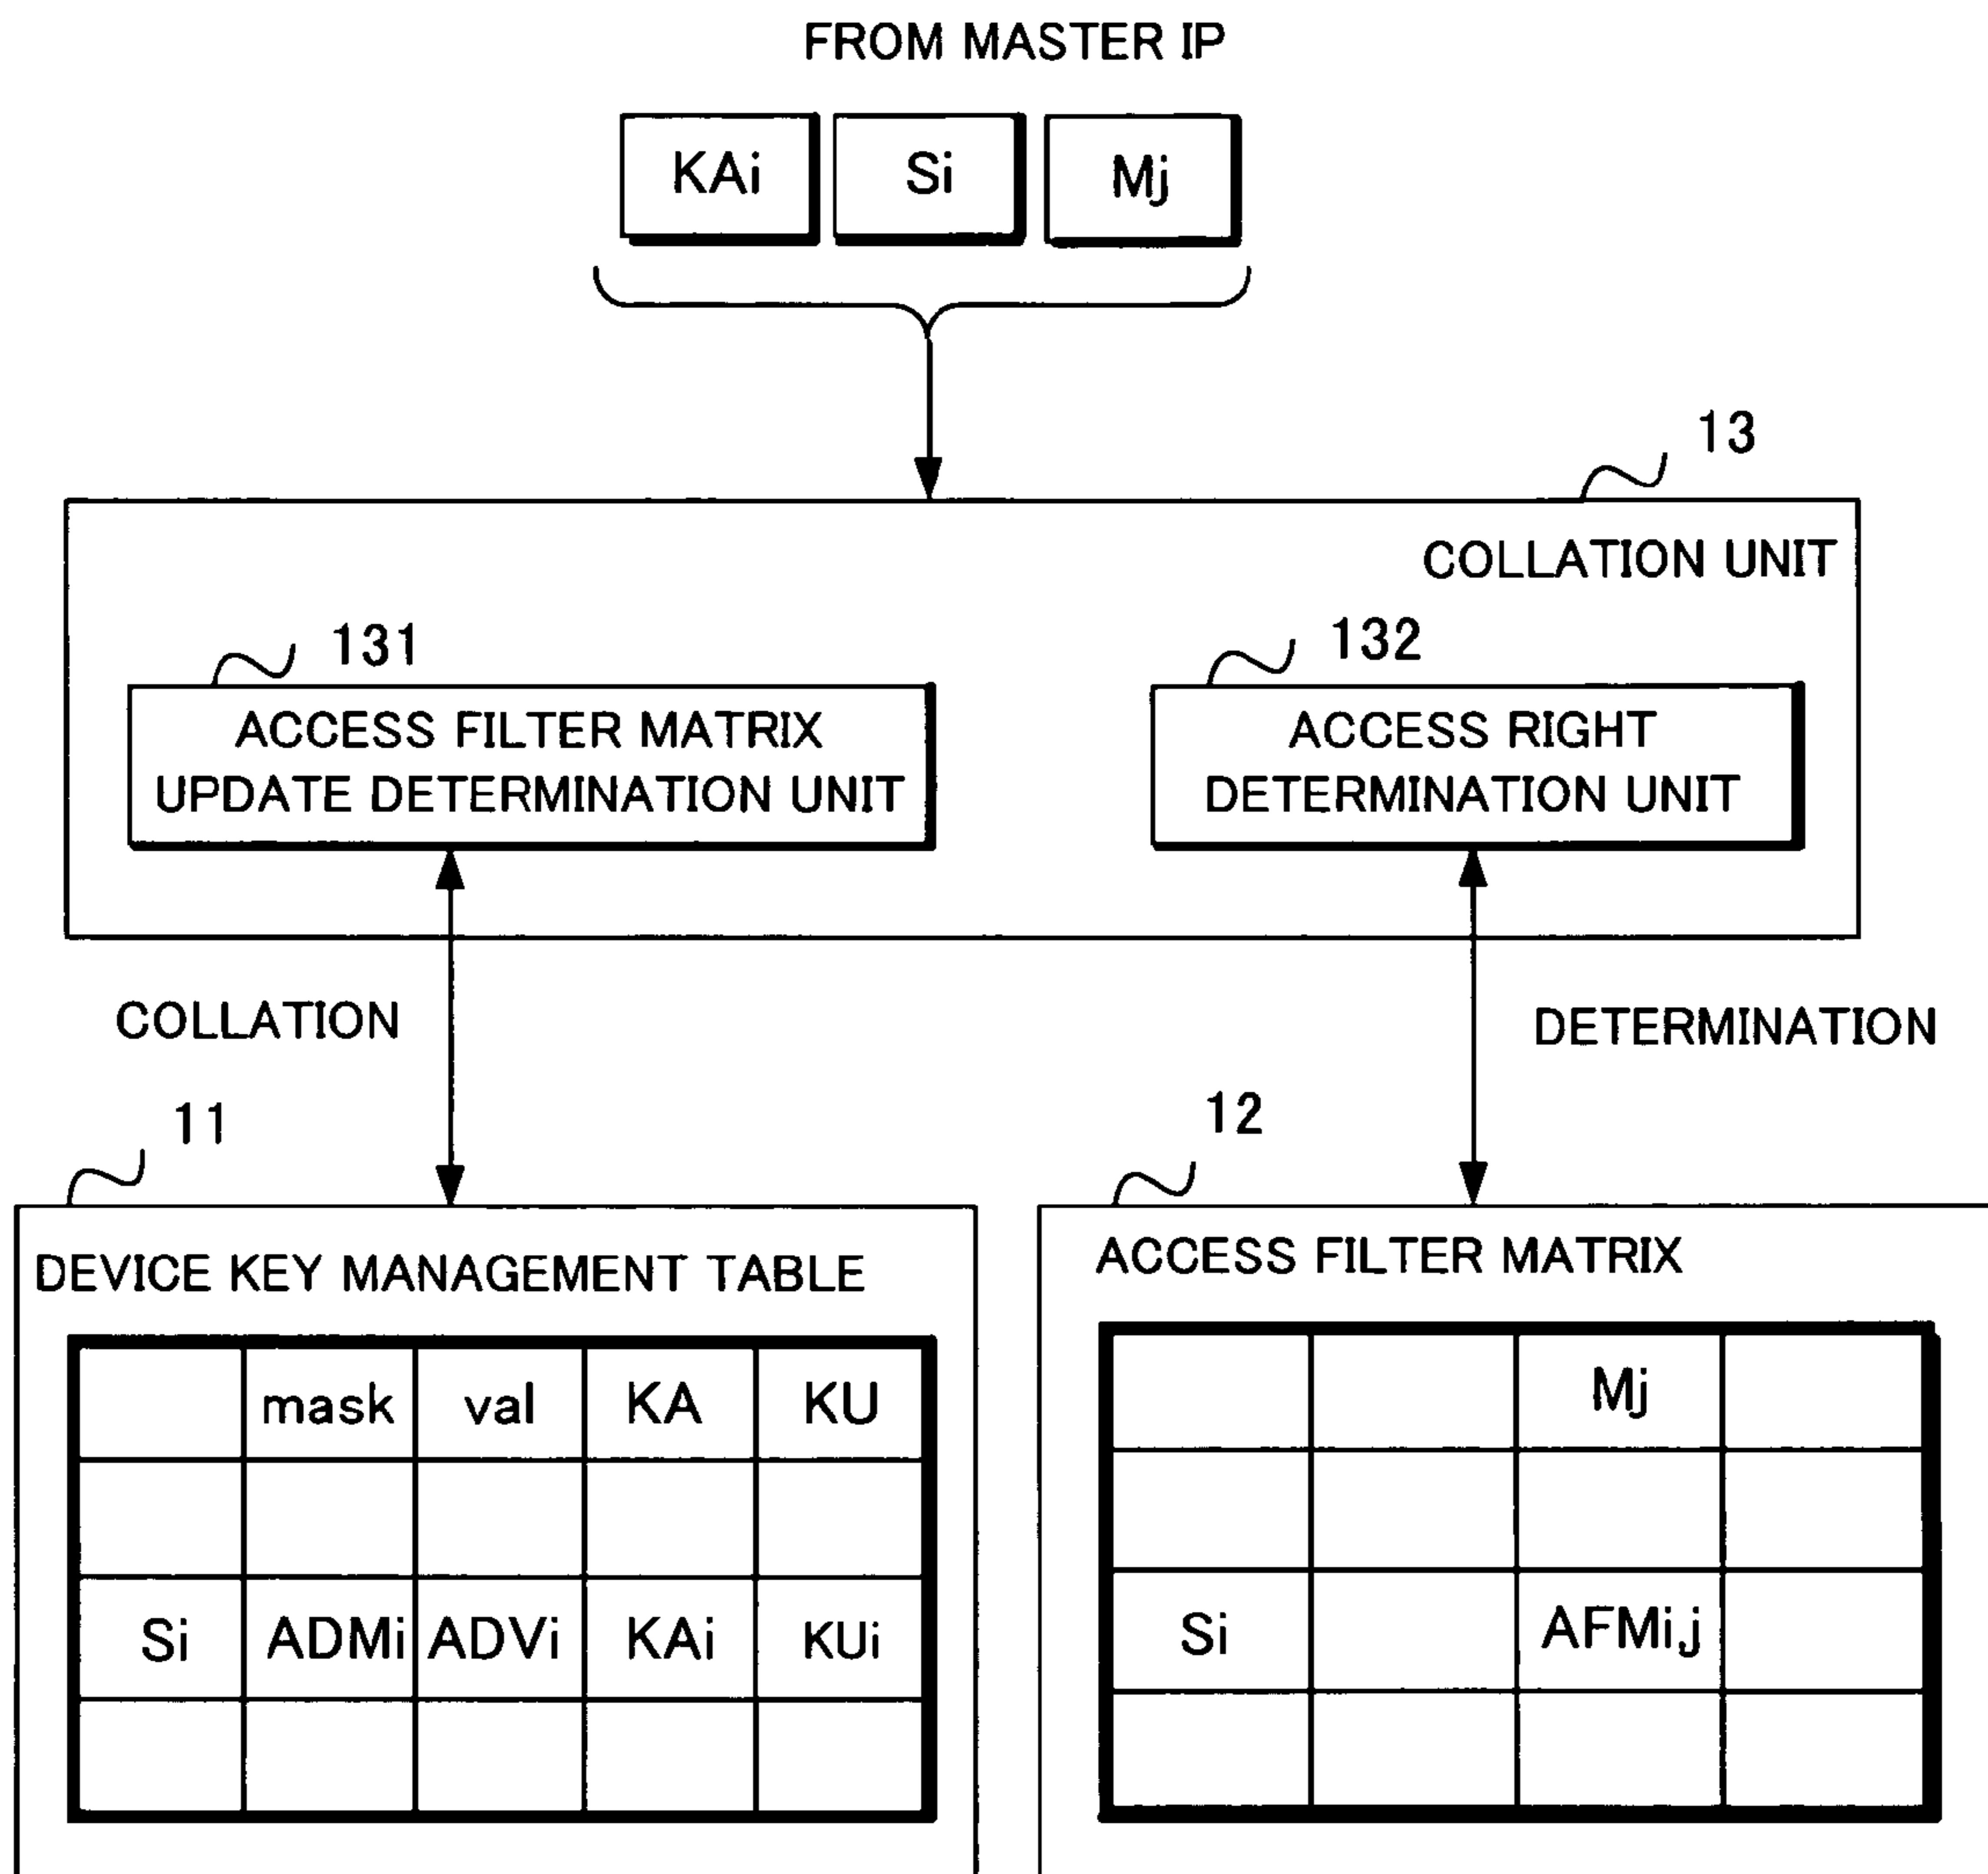 FROM MASTER IP
KAi Si Mj
13
COLLATION UNIT
131
ACCESS FILTER MATRIX
UPDATE DETERMINATION UNIT
132
ACCESS RIGHT
DETERMINATION UNIT
COLLATION
DETERMINATION
11
DEVICE KEY MANAGEMENT TABLE
mask val KA KU
Si ADMi ADVi KAi KUi
12
ACCESS FILTER MATRIX
Mj
Si AFMi,j